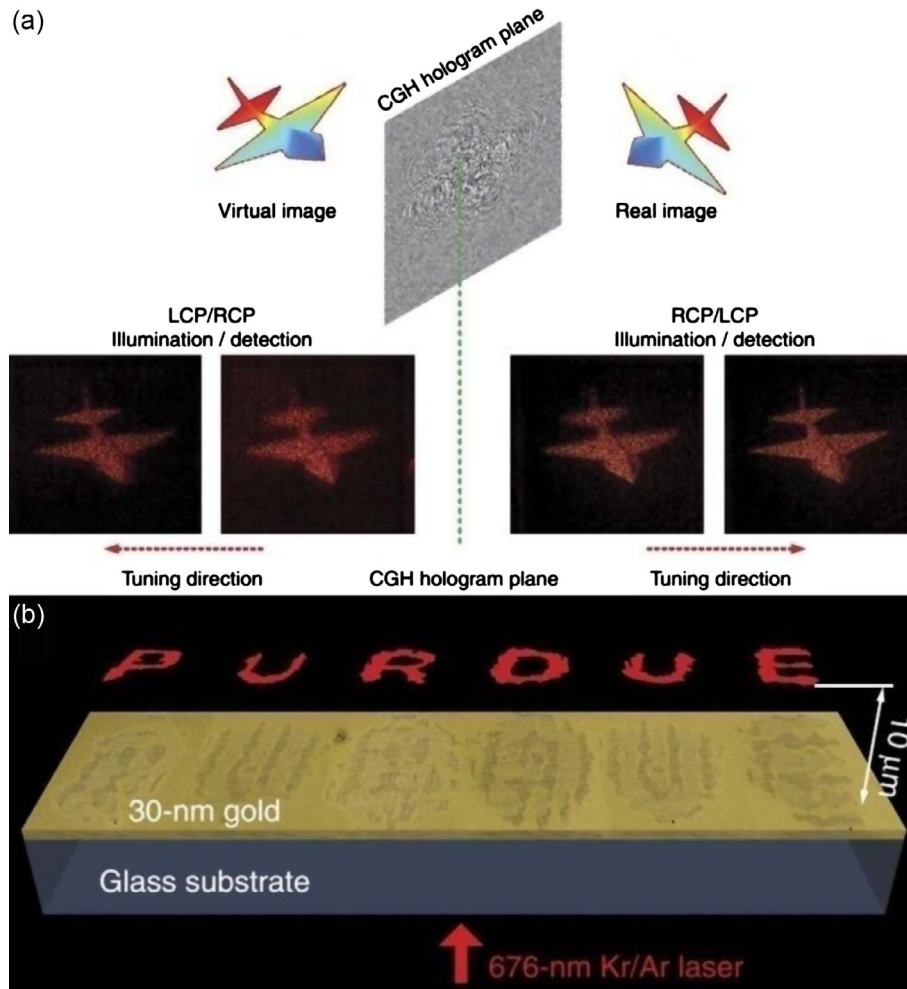 (a)
CGH hologram plane
Virtual image
Real image
LCP/RCP
Illumination / detection
RCP/LCP
Illumination / detection
Tuning direction
CGH hologram plane
Tuning direction
(b)
PURDUE
10 μm
30-nm gold
Glass substrate
676-nm Kr/Ar laser